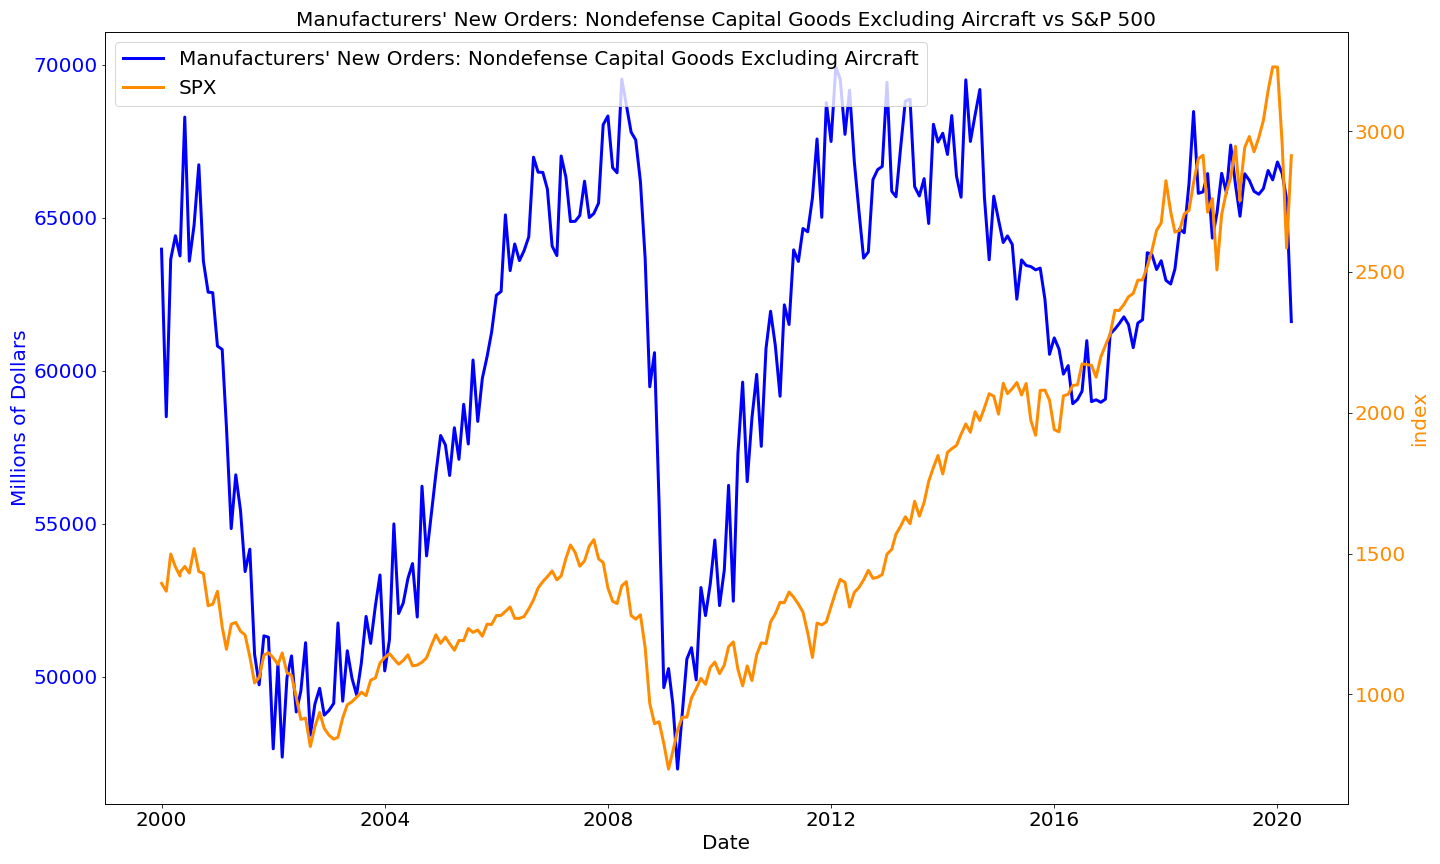 Manufacturers' New Orders: Nondefense Capital Goods Excluding Aircraft vs S&P 500
Manufacturers' New Orders: Nondefense Capital Goods Excluding Aircraft
SPX
70000
65000
60000
55000
50000
Millions of Dollars
3000
2500
2000
1500
1000
index
2000 2004 2008 2012 2016 2020
Date